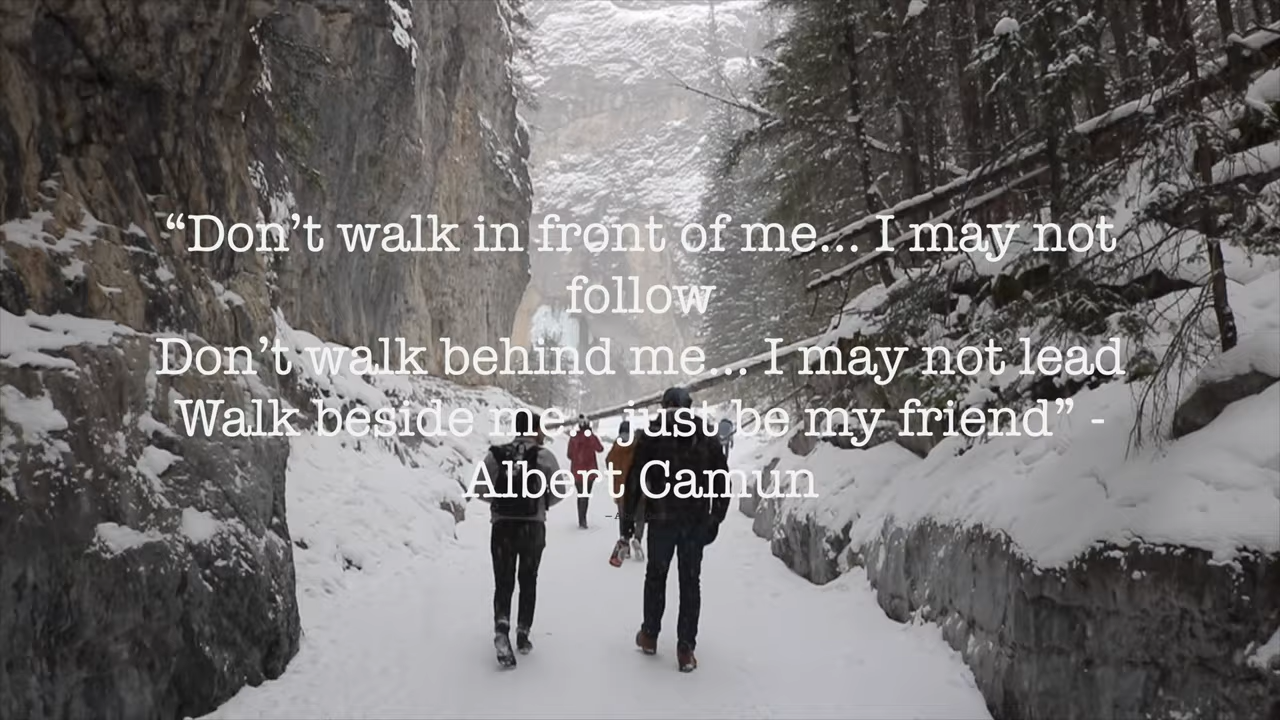 “Don’t walk in front of me... I may not
follow
Don’t walk behind me... I may not lead
Walk beside me... just be my friend” -
Albert Camun